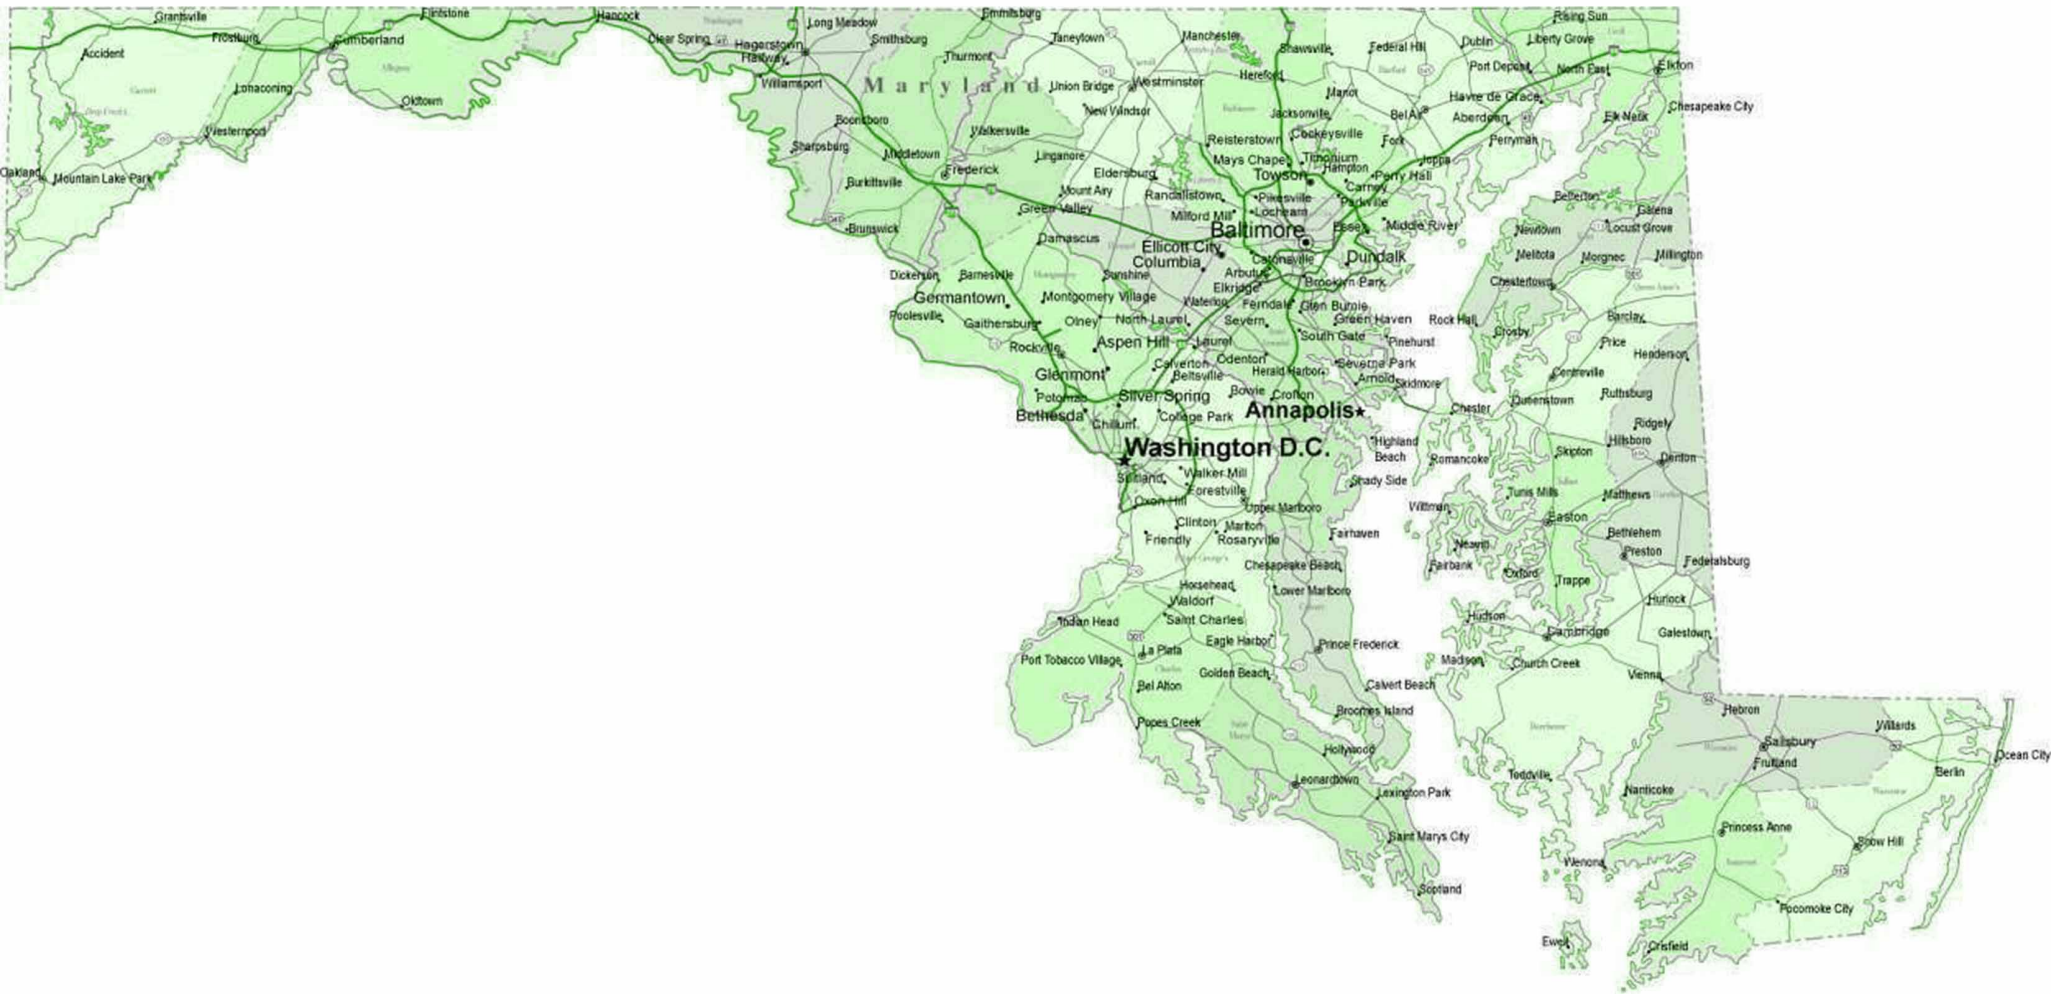 Grantsville
Flintstone
Hancock
Long Meadow
Emmitsburg
Rising Sun
Frostburg
Cumberland
Clear Spring
Hagerstown
Halfway
Smithsburg
Taneytown
Manchester
Shawsville
Federal Hill
Dublin
Liberty Grove
Accident
Thurmont
Port Deposit
North East
Elkton
Lonaconing
Oldtown
Williamsport
Maryland
Union Bridge
Westminster
Hereford
Manor
Havre de Grace
Chesapeake City
New Windsor
Jacksonville
Bel Air
Aberdeen
Elk Neck
Westernport
Boonsboro
Walkersville
Reisterstown
Cockeysville
Fork
Perryman
Sharpsburg
Middletown
Linganore
Mays Chapel
Timonium
Hampton
Joppa
Oakland
Mountain Lake Park
Burkittsville
Frederick
Eldersburg
Towson
Perry Hall
Carney
Mount Airy
Randallstown
Pikesville
Parkville
Betterton
Green Valley
Milford Mill
Lochearn
Galena
Brunswick
Damascus
Baltimore
Essex
Middle River
Newtown
Locust Grove
Ellicott City
Columbia
Catonsville
Dundalk
Melitota
Morgnec
Millington
Dickerson
Barnesville
Sunshine
Arbutus
Elkridge
Brooklyn Park
Chestertown
Germantown
Montgomery Village
Waterloo
Ferndale
Glen Burnie
Poolesville
Gaithersburg
Olney
North Laurel
Severn
Green Haven
Rock Hall
Crosby
Barclay
Rockville
Aspen Hill
Laurel
South Gate
Pinehurst
Price
Henderson
Glenmont
Calverton
Beltsville
Odenton
Herald Harbor
Severna Park
Arnold
Skidmore
Centreville
Potomac
Silver Spring
Bowie
Crofton
Ruthsburg
Bethesda
Chillum
College Park
Annapolis
Chester
Queenstown
Ridgely
Washington D.C.
Highland
Beach
Romancoke
Skipton
Hillsboro
Denton
Suitland
Walker Mill
Forestville
Shady Side
Oxon Hill
Upper Marlboro
Wittman
Tunis Mills
Matthews
Clinton
Marlton
Easton
Friendly
Rosaryville
Fairhaven
Neavitt
Bethlehem
Preston
Chesapeake Beach
Fairbank
Oxford
Trappe
Federalsburg
Horsehead
Lower Marlboro
Waldorf
Hurlock
Indian Head
Saint Charles
Hudson
Cambridge
Galestown
Eagle Harbor
Prince Frederick
Port Tobacco Village
La Plata
Madison
Church Creek
Golden Beach
Vienna
Bel Alton
Calvert Beach
Popes Creek
Broomes Island
Hebron
Willards
Hollywood
Salisbury
Ocean City
Leonardtown
Toddville
Fruitland
Berlin
Lexington Park
Nanticoke
Saint Marys City
Princess Anne
Snow Hill
Wenona
Scotland
Pocomoke City
Ewell
Crisfield